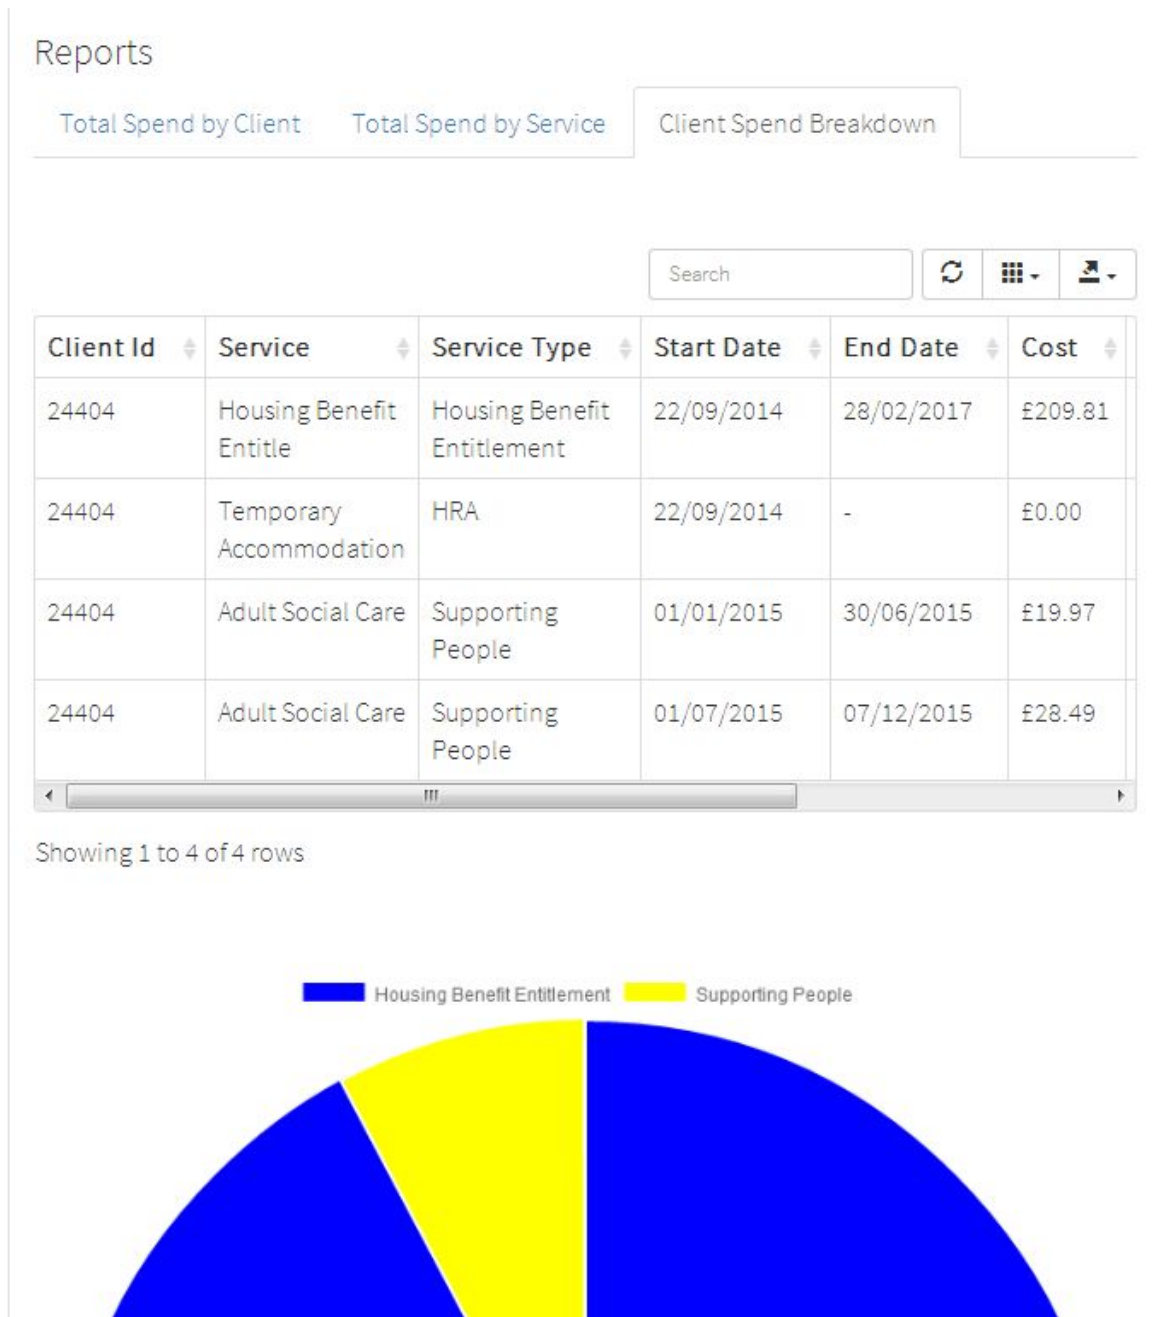 Reports
Total Spend by Client Total Spend by Service Client Spend Breakdown
Search
Client Id Service Service Type Start Date End Date Cost
24404 Housing Benefit Housing Benefit 22/09/2014 28/02/2017 £209.81
Entitle Entitlement
24404 Temporary HRA 22/09/2014 - £0.00
Accommodation
24404 Adult Social Care Supporting 01/01/2015 30/06/2015 £19.97
People
24404 Adult Social Care Supporting 01/07/2015 07/12/2015 £28.49
People
Showing 1 to 4 of 4 rows
Housing Benefit Entitlement Supporting People